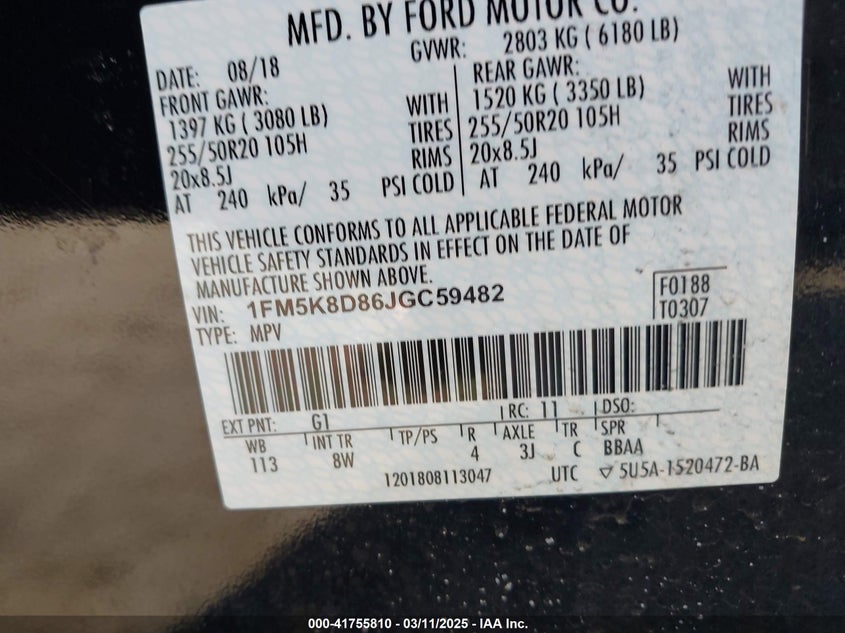 MFD. BY FORD MOTOR CO.
DATE: 08/18 GVWR: 2803 KG ( 6180 LB)
FRONT GAWR: REAR GAWR:
1397 KG ( 3080 LB) WITH 1520 KG ( 3350 LB) WITH
255/50R20 105H TIRES 255/50R20 105H TIRES
20x8.5J RIMS 20x8.5J RIMS
AT 240 kPa/ 35 PSI COLD AT 240 kPa/ 35 PSI COLD
THIS VEHICLE CONFORMS TO ALL APPLICABLE FEDERAL MOTOR
VEHICLE SAFETY STANDARDS IN EFFECT ON THE DATE OF
MANUFACTURE SHOWN ABOVE.
VIN: 1FM5K8D86JGC59482 F0188
TYPE: MPV T0307
EXT PNT: G1 RC: 11 DSO:
WB INT TR TP/PS R AXLE TR SPR
113 8W 4 3J C BBAA
1201808113047 UTC ▽ 5U5A-1520472-BA
000-41755810 - 03/11/2025 - IAA Inc.